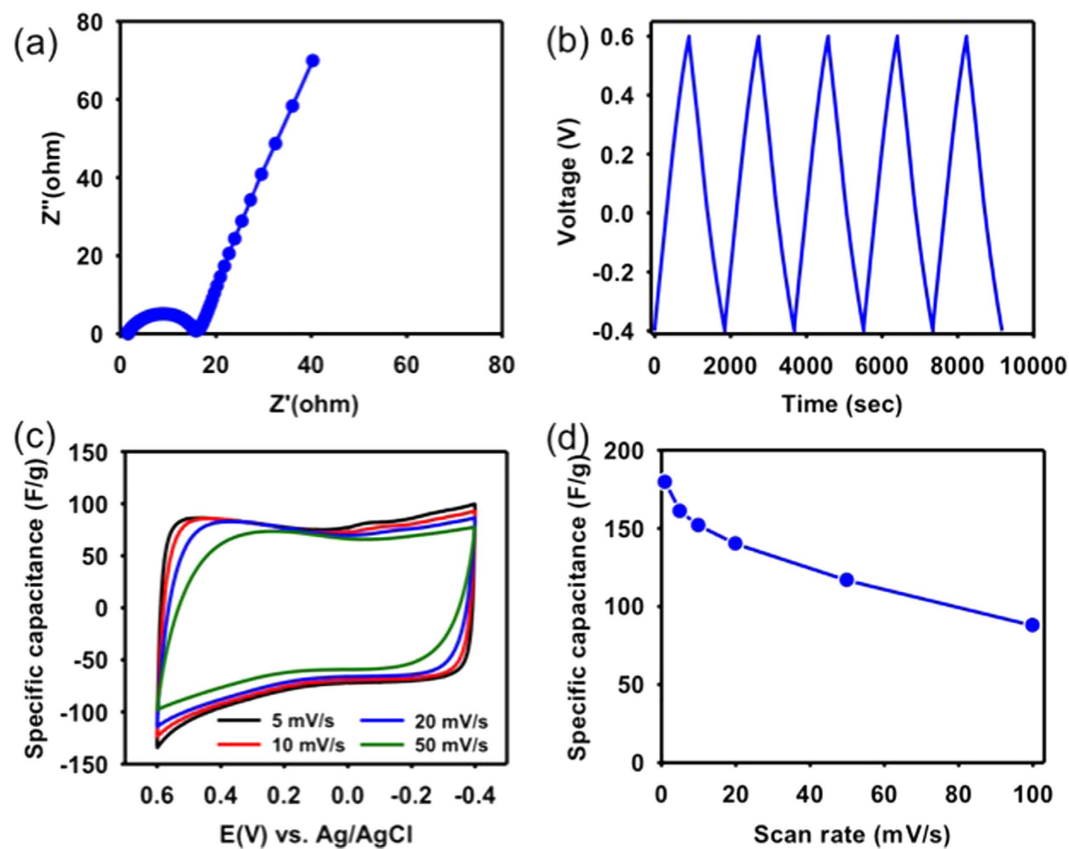 (a)
80
60
40
20
0
Z''(ohm)
0 20 40 60 80
Z'(ohm)
(b)
0.6
0.4
0.2
0.0
-0.2
-0.4
Voltage (V)
0 2000 4000 6000 8000 10000
Time (sec)
(c)
150
100
50
0
-50
-100
-150
Specific capacitance (F/g)
5 mV/s 20 mV/s
10 mV/s 50 mV/s
0.6 0.4 0.2 0.0 -0.2 -0.4
E(V) vs. Ag/AgCl
(d)
200
150
100
50
0
Specific capacitance (F/g)
0 20 40 60 80 100
Scan rate (mV/s)